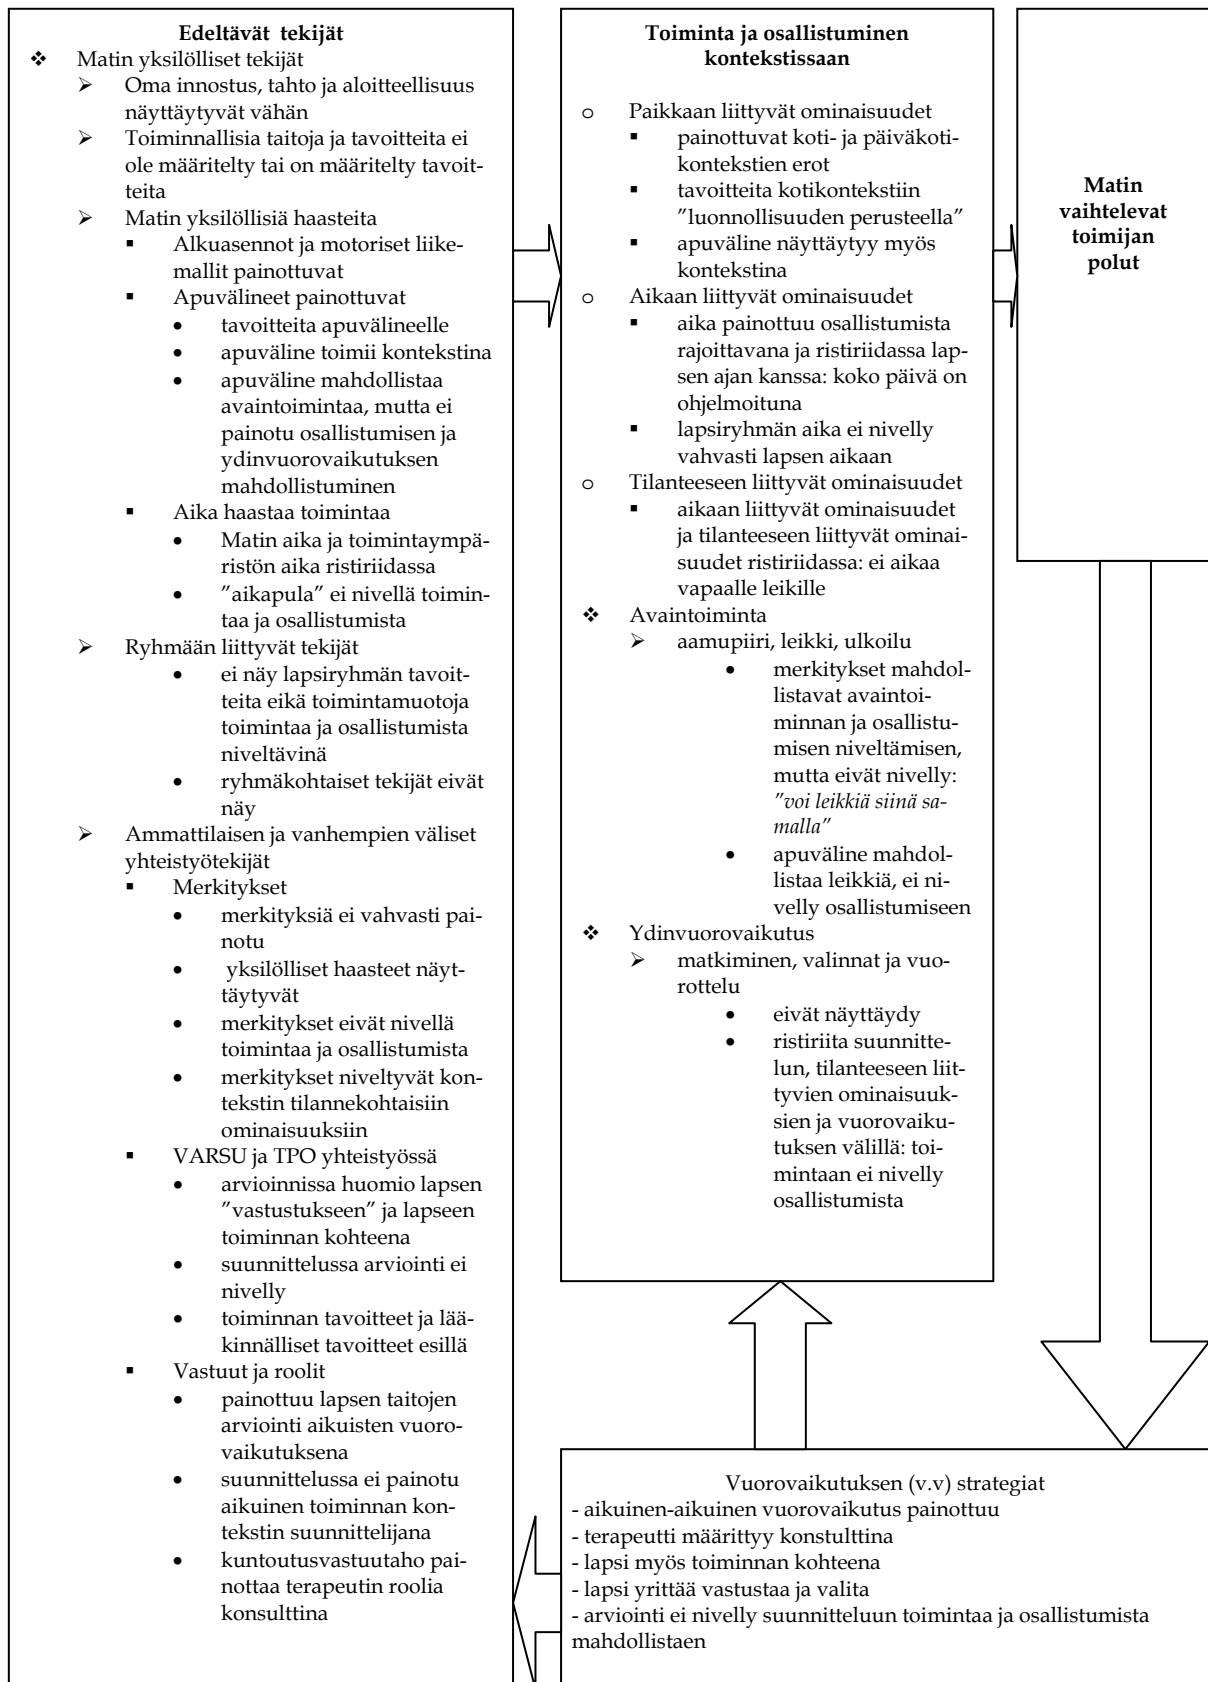 Edeltävät tekijät
❖ Matin yksilölliset tekijät
➢ Oma innostus, tahto ja aloitteellisuus
näyttäytyvät vähän
➢ Toiminnallisia taitoja ja tavoitteita ei
ole määritelty tai on määritelty tavoit-
teita
➢ Matin yksilöllisiä haasteita
▪ Alkuasennot ja motoriset liike-
mallit painottuvat
▪ Apuvälineet painottuvat
• tavoitteita apuvälineelle
• apuväline toimii kontekstina
• apuväline mahdollistaa
avaintoimintaa, mutta ei
painotu osallistumisen ja
ydinvuorovaikutuksen
mahdollistuminen
▪ Aika haastaa toimintaa
• Matin aika ja toimintaympä-
ristön aika ristiriidassa
• ”aikapula” ei nivellä toimin-
taa ja osallistumista
➢ Ryhmään liittyvät tekijät
• ei näy lapsiryhmän tavoit-
teita eikä toimintamuotoja
toimintaa ja osallistumista
niveltävinä
• ryhmäkohtaiset tekijät eivät
näy
➢ Ammattilaisen ja vanhempien väliset
yhteistyötekijät
▪ Merkitykset
• merkityksiä ei vahvasti pai-
notu
• yksilölliset haasteet näyt-
täytyvät
• merkitykset eivät nivellä
toimintaa ja osallistumista
• merkitykset niveltyvät kon-
tekstin tilannekohtaisiin
ominaisuuksiin
▪ VARSU ja TPO yhteistyössä
• arvioinnissa huomio lapsen
”vastustukseen” ja lapseen
toiminnan kohteena
• suunnittelussa arviointi ei
nivelly
• toiminnan tavoitteet ja lää-
kinnälliset tavoitteet esillä
▪ Vastuut ja roolit
• painottuu lapsen taitojen
arviointi aikuisten vuoro-
vaikutuksena
• suunnittelussa ei painotu
aikuinen toiminnan kon-
tekstin suunnittelijana
• kuntoutusvastuutaho pai-
nottaa terapeutin roolia
konsulttina
Toiminta ja osallistuminen
kontekstissaan
o Paikkaan liittyvät ominaisuudet
▪ painottuvat koti- ja päiväkoti-
kontekstien erot
▪ tavoitteita kotikontekstiin
”luonnollisuuden perusteella”
▪ apuväline näyttäytyy myös
kontekstina
o Aikaan liittyvät ominaisuudet
▪ aika painottuu osallistumista
rajoittavana ja ristiriidassa lap-
sen ajan kanssa: koko päivä on
ohjelmoituna
▪ lapsiryhmän aika ei nivelly
vahvasti lapsen aikaan
o Tilanteeseen liittyvät ominaisuudet
▪ aikaan liittyvät ominaisuudet
ja tilanteeseen liittyvät ominai-
suudet ristiriidassa: ei aikaa
vapaalle leikille
❖ Avaintoiminta
➢ aamupiiri, leikki, ulkoilu
• merkitykset mahdol-
listavat avaintoi-
minnan ja osallistu-
misen niveltämisen,
mutta eivät nivelly:
”voi leikkiä siinä sa-
malla”
• apuväline mahdol-
listaa leikkiä, ei ni-
velly osallistumiseen
❖ Ydinvuorovaikutus
➢ matkiminen, valinnat ja vuo-
rottelu
• eivät näyttäydy
• ristiriita suunnitte-
lun, tilanteeseen liit-
tyvien ominaisuuk-
sien ja vuorovaiku-
tuksen välillä: toi-
mintaan ei nivelly
osallistumista
Matin
vaihtelevat
toimijan
polut
Vuorovaikutuksen (v.v) strategiat
- aikuinen-aikuinen vuorovaikutus painottuu
- terapeutti määrittyy konstulttina
- lapsi myös toiminnan kohteena
- lapsi yrittää vastustaa ja valita
- arviointi ei nivelly suunnitteluun toimintaa ja osallistumista
mahdollistaen